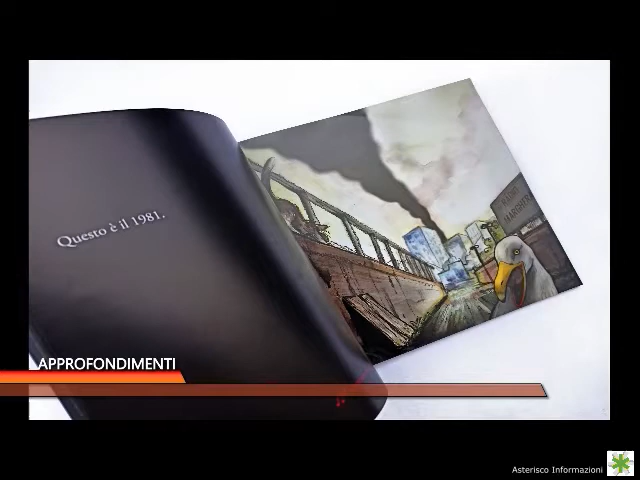 Questo è il 1981.
APPROFONDIMENTI
Asterisco Informazioni